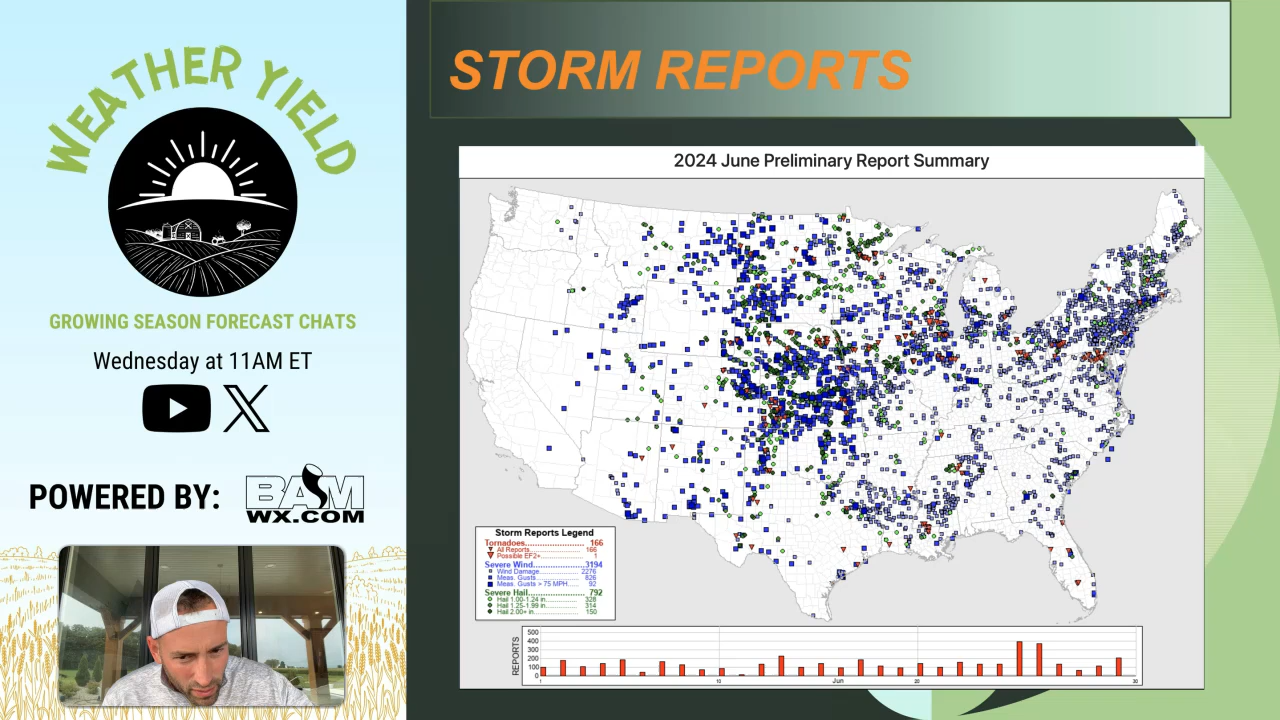 WEATHER YIELD
GROWING SEASON FORECAST CHATS
Wednesday at 11AM ET
POWERED BY:
BAM
WX.COM
STORM REPORTS
2024 June Preliminary Report Summary
Storm Reports Legend
Tornadoes.................... 166
All Reports.................. 166
Possible EF2+............. 1
Severe Wind................3194
Wind Damage.............. 2276
Meas. Gusts................ 826
Meas. Gusts > 75 MPH..... 92
Severe Hail.................. 792
Hail 1.00-1.24 in........... 328
Hail 1.25-1.99 in........... 314
Hail 2.00+ in................ 150
REPORTS
500
400
300
200
100
0
1 10 Jun 20 30